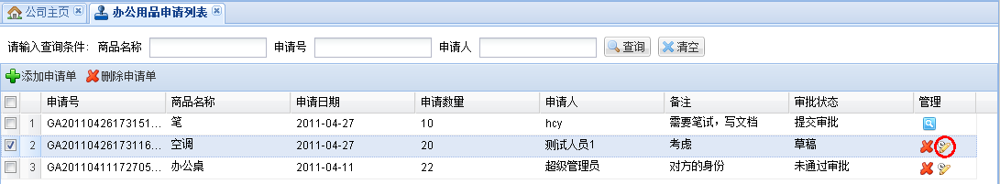 公司主页 办公用品申请列表
请输入查询条件： 商品名称 申请号 申请人 查询 清空
添加申请单 删除申请单
申请号 商品名称 申请日期 申请数量 申请人 备注 审批状态 管理
1 GA20110426173151... 笔 2011-04-27 10 hcy 需要笔试，写文档 提交审批
2 GA20110426173116... 空调 2011-04-27 20 测试人员1 考虑 草稿
3 GA20110411172705... 办公桌 2011-04-11 22 超级管理员 对方的身份 未通过审批